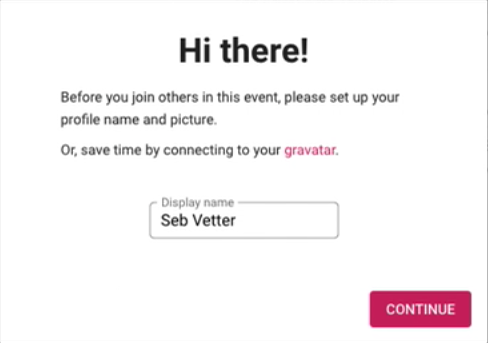 Hi there!
Before you join others in this event, please set up your
profile name and picture.
Or, save time by connecting to your gravatar.
Display name
Seb Vetter
CONTINUE